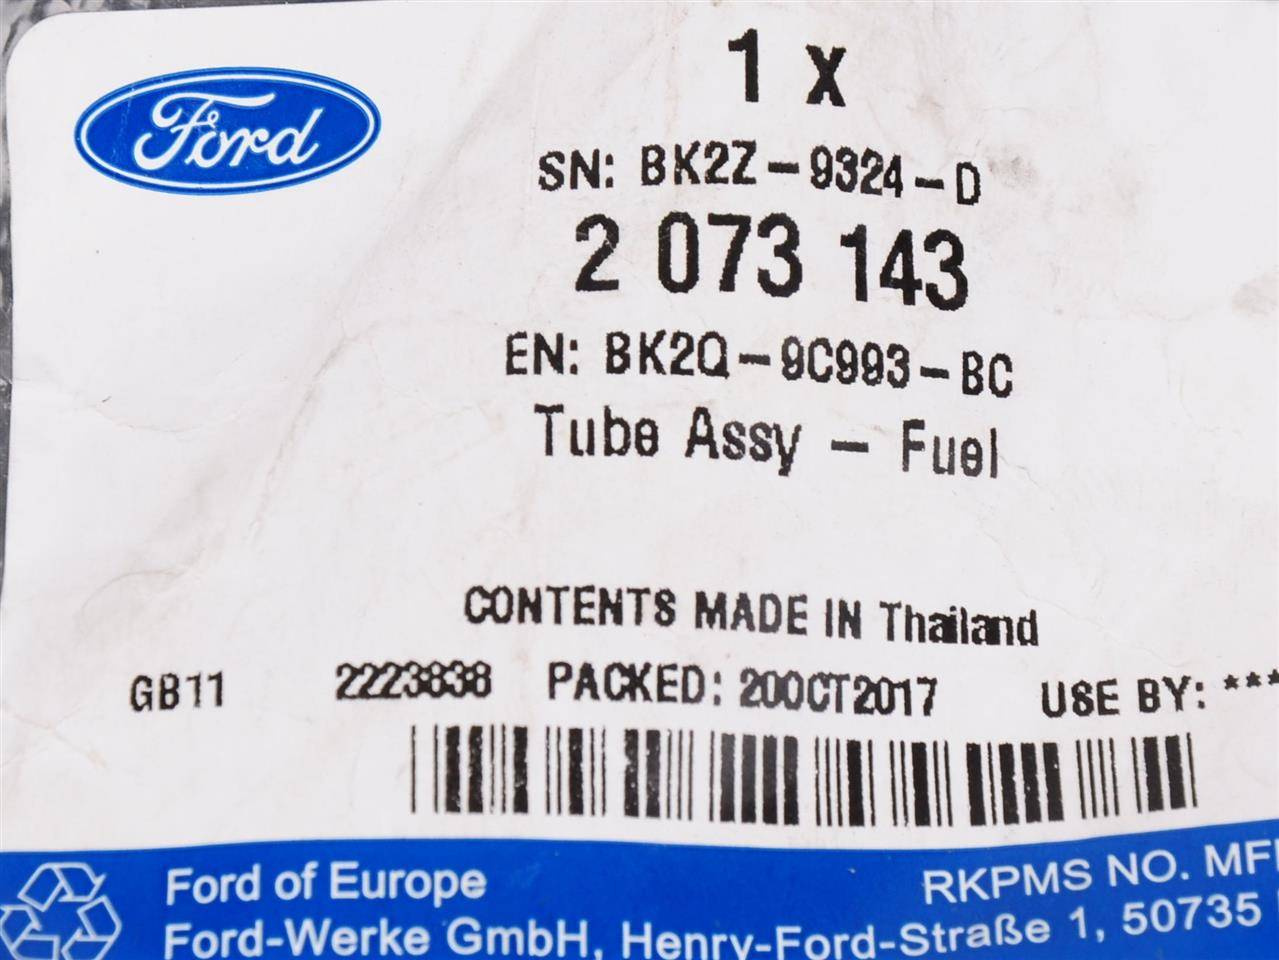 Ford
1 x
SN: BK2Z-9324-D
2 073 143
EN: BK2Q-9C993-BC
Tube Assy - Fuel
CONTENTS MADE IN Thailand
GB11 2223838 PACKED: 20OCT2017 USE BY: ***
Ford of Europe RKPMS NO. MF
Ford-Werke GmbH, Henry-Ford-Straße 1, 50735